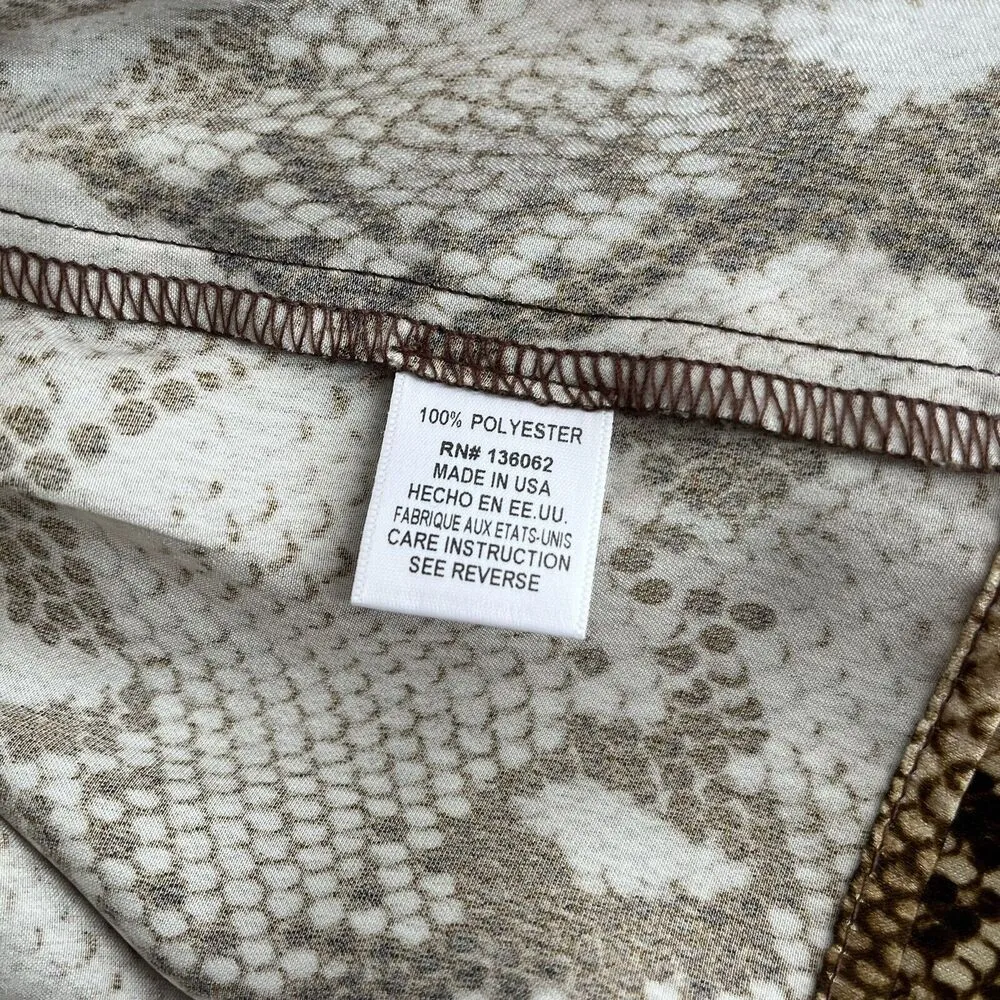 100% POLYESTER
RN# 136062
MADE IN USA
HECHO EN EE.UU.
FABRIQUE AUX ETATS-UNIS
CARE INSTRUCTION
SEE REVERSE